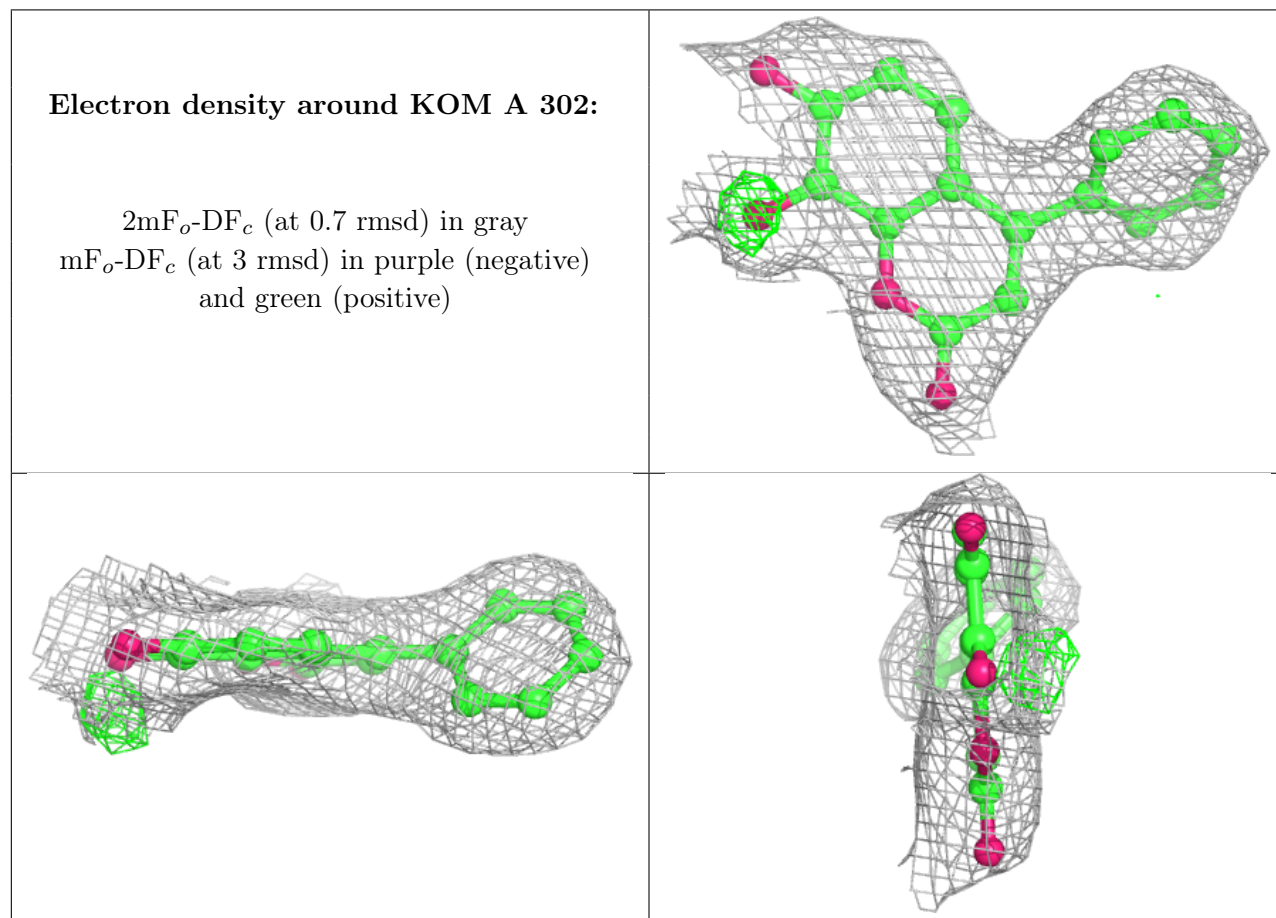 Electron density around KOM A 302:
2mFo-DFc (at 0.7 rmsd) in gray
mFo-DFc (at 3 rmsd) in purple (negative)
and green (positive)